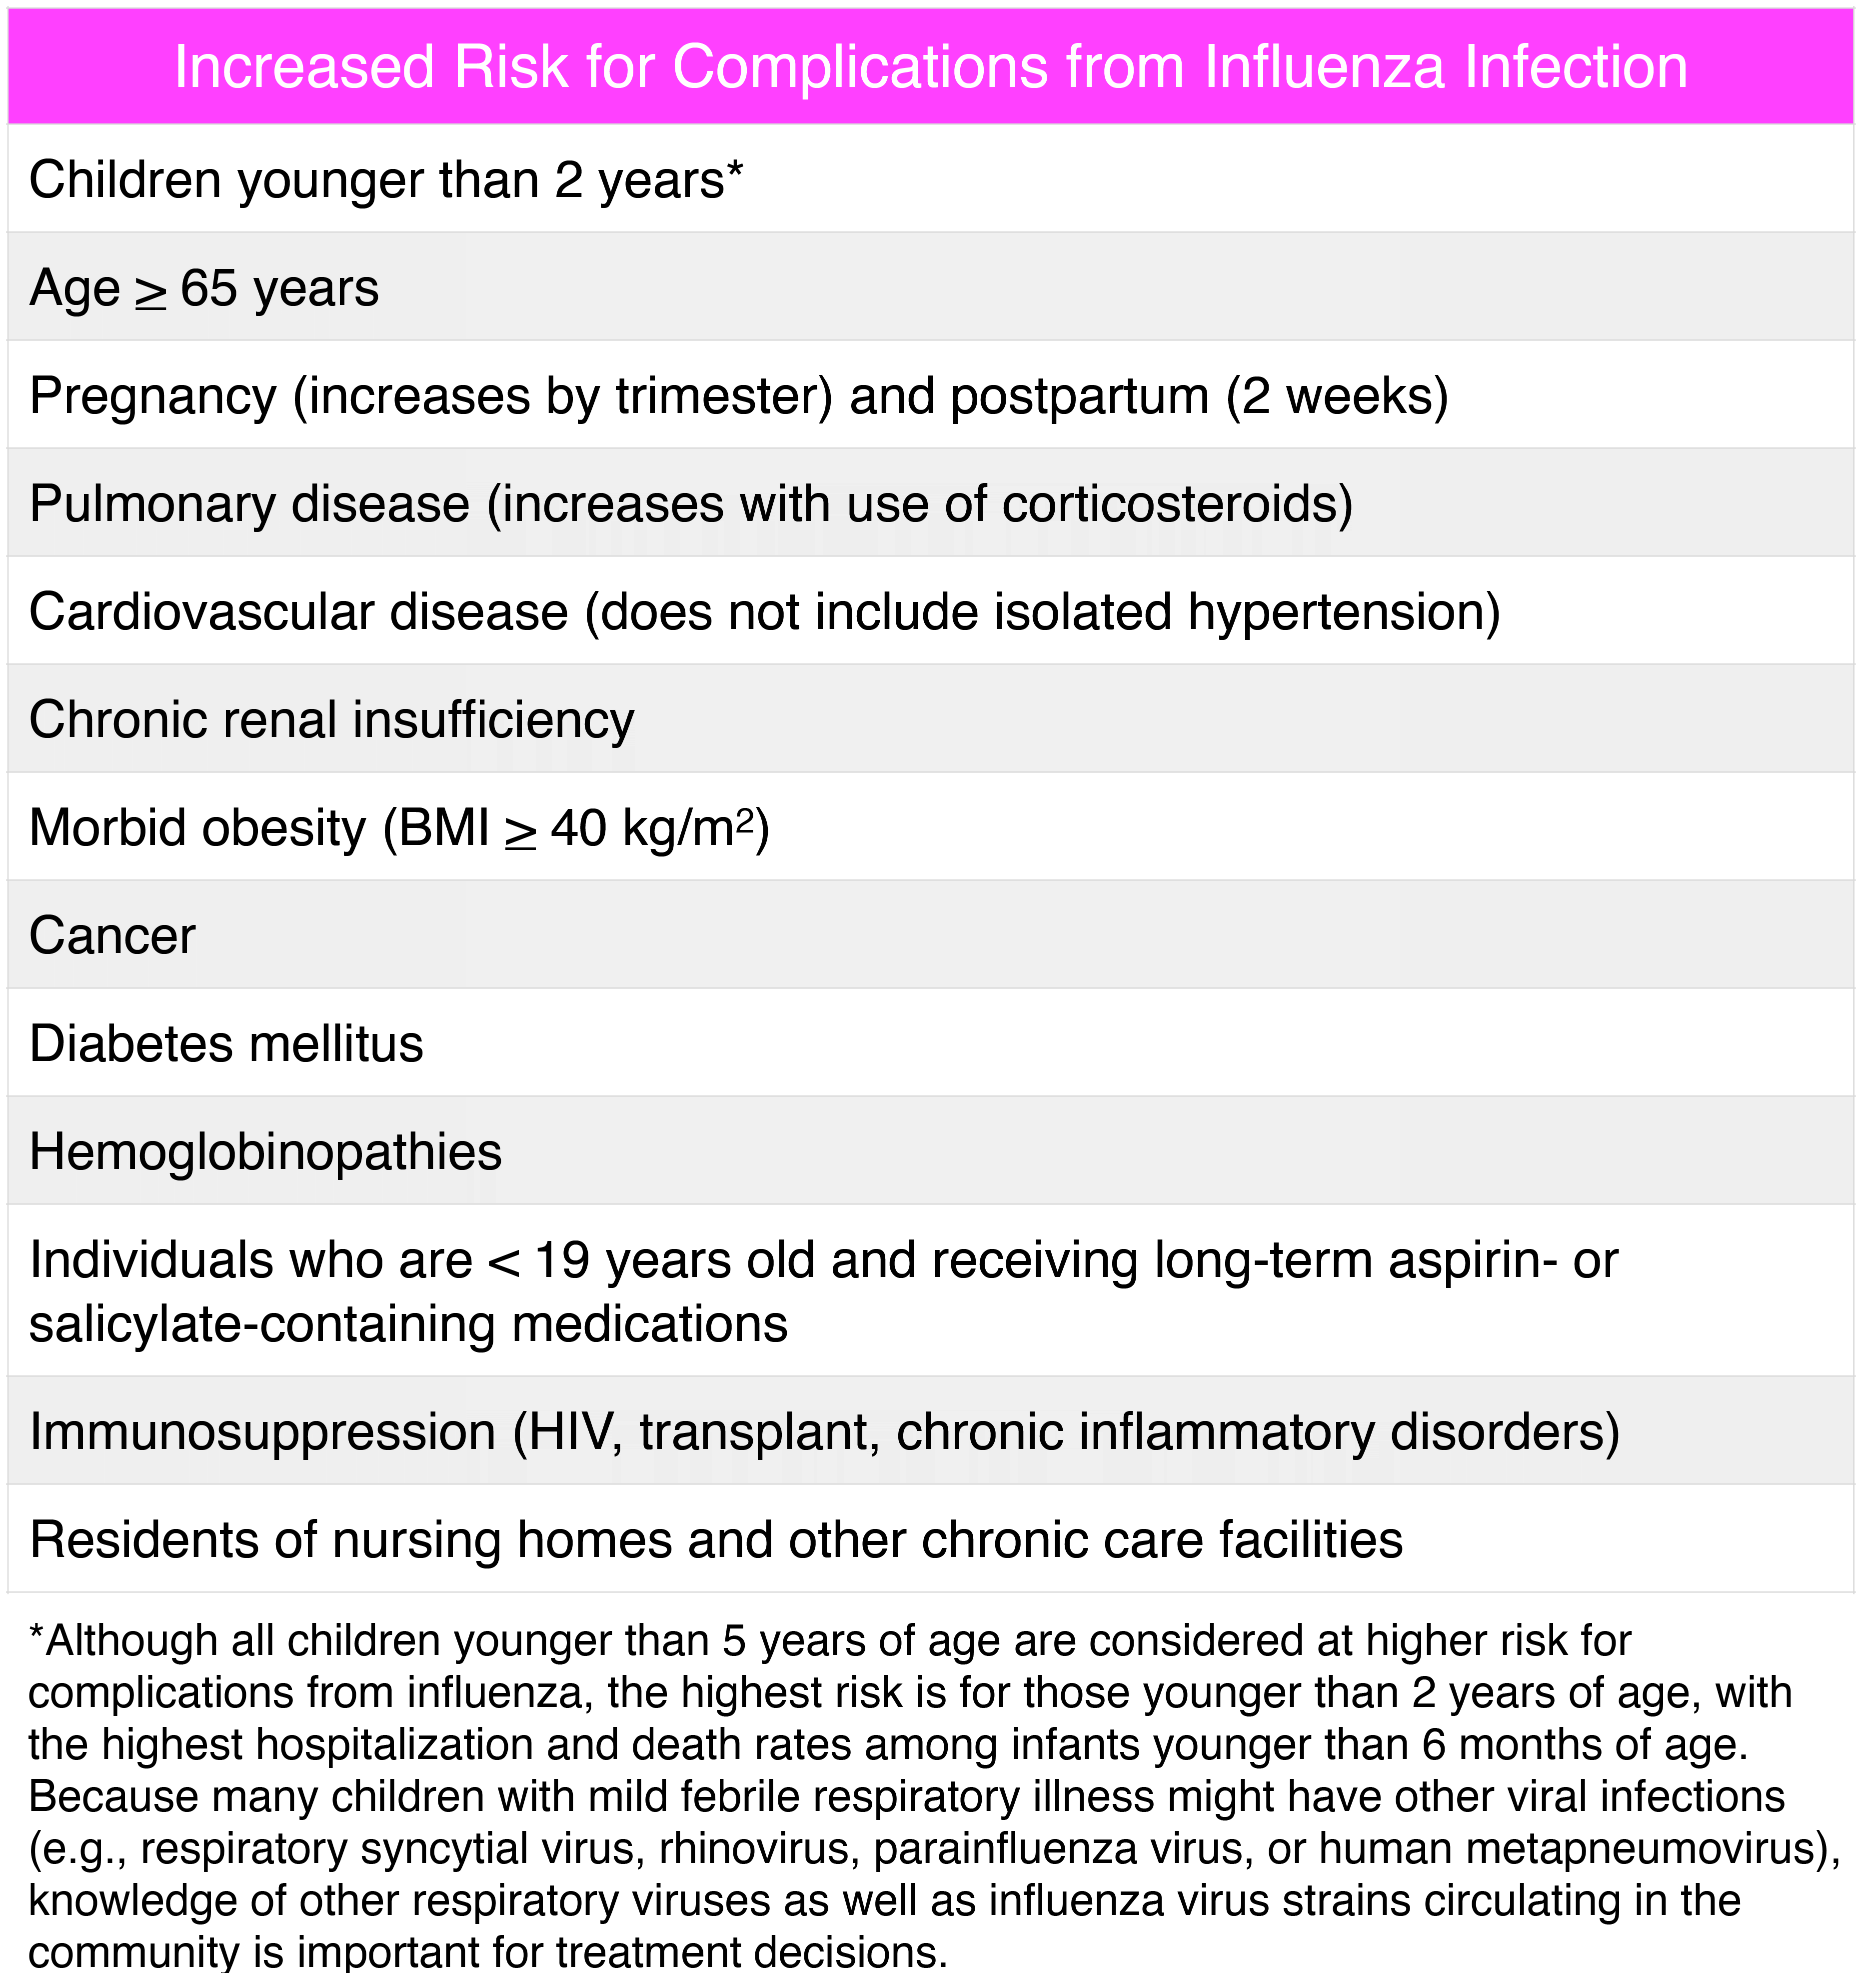 Increased Risk for Complications from Influenza Infection
Children younger than 2 years*
Age ≥ 65 years
Pregnancy (increases by trimester) and postpartum (2 weeks)
Pulmonary disease (increases with use of corticosteroids)
Cardiovascular disease (does not include isolated hypertension)
Chronic renal insufficiency
Morbid obesity (BMI ≥ 40 kg/m²)
Cancer
Diabetes mellitus
Hemoglobinopathies
Individuals who are < 19 years old and receiving long-term aspirin- or
salicylate-containing medications
Immunosuppression (HIV, transplant, chronic inflammatory disorders)
Residents of nursing homes and other chronic care facilities
*Although all children younger than 5 years of age are considered at higher risk for
complications from influenza, the highest risk is for those younger than 2 years of age, with
the highest hospitalization and death rates among infants younger than 6 months of age.
Because many children with mild febrile respiratory illness might have other viral infections
(e.g., respiratory syncytial virus, rhinovirus, parainfluenza virus, or human metapneumovirus),
knowledge of other respiratory viruses as well as influenza virus strains circulating in the
community is important for treatment decisions.